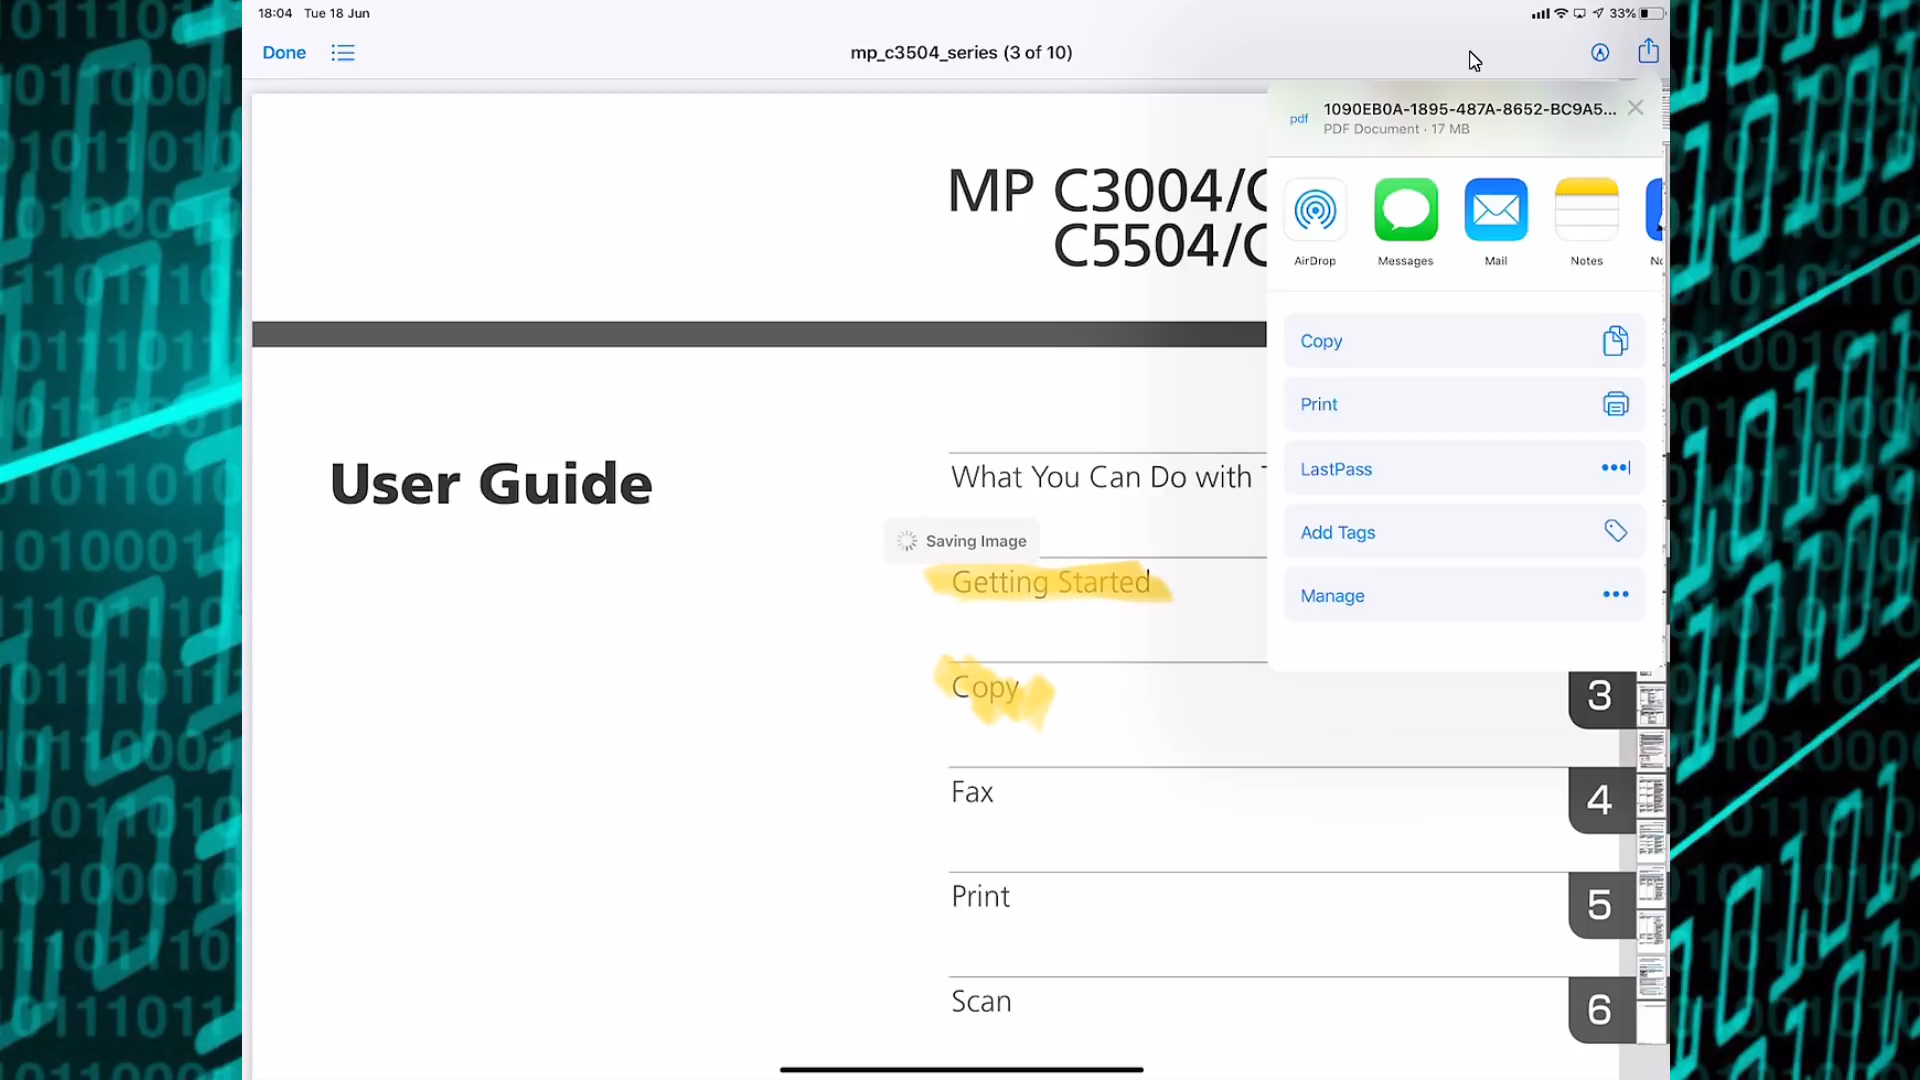 18:04 Tue 18 Jun
33%
Done
mp_c3504_series (3 of 10)
pdf
1090EB0A-1895-487A-8652-BC9A5...
PDF Document · 17 MB
AirDrop
Messages
Mail
Notes
Copy
Print
LastPass
Add Tags
Manage
MP C3004/
C5504/
User Guide
What You Can Do with
Saving Image
Getting Started
Copy
3
Fax
4
Print
5
Scan
6